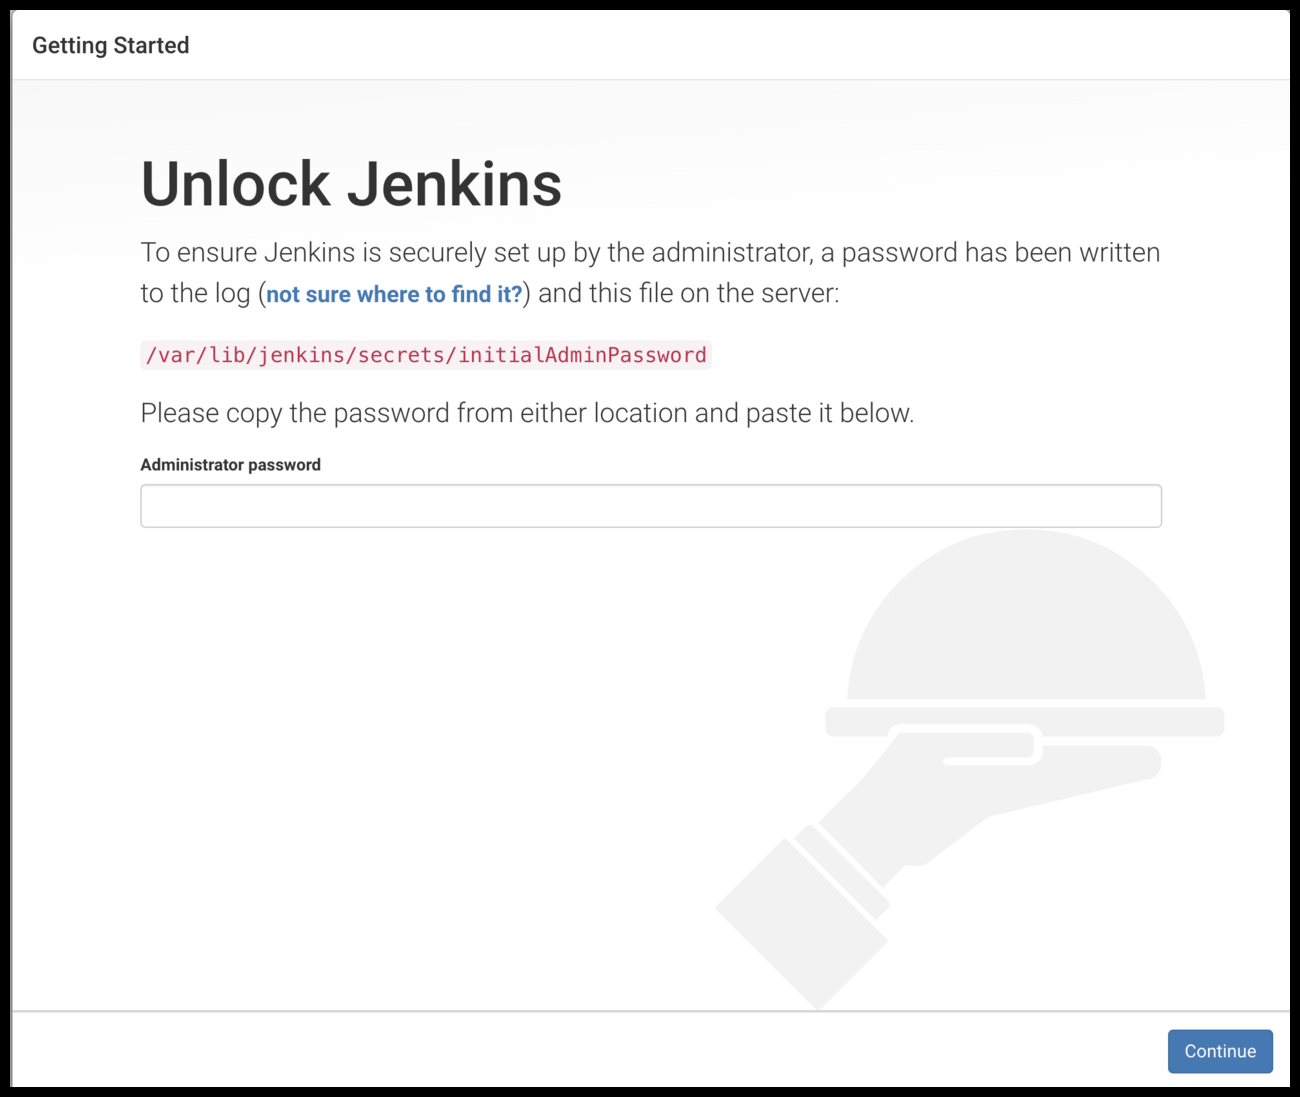 Getting Started
Unlock Jenkins
To ensure Jenkins is securely set up by the administrator, a password has been written
to the log (not sure where to find it?) and this file on the server:
/var/lib/jenkins/secrets/initialAdminPassword
Please copy the password from either location and paste it below.
Administrator password
Continue